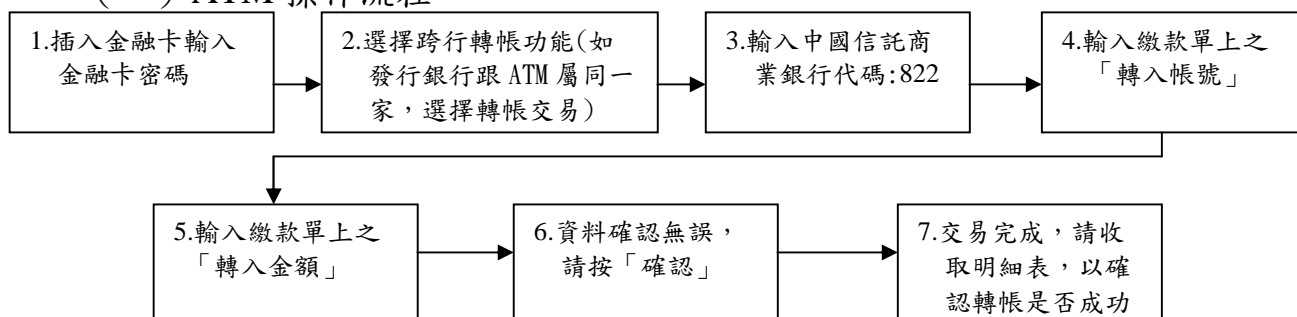 1.插入金融卡輸入
金融卡密碼
2.選擇跨行轉帳功能(如
發行銀行跟 ATM 屬同一
家，選擇轉帳交易)
3.輸入中國信託商
業銀行代碼:822
4.輸入繳款單上之
「轉入帳號」
5.輸入繳款單上之
「轉入金額」
6.資料確認無誤，
請按「確認」
7.交易完成，請收
取明細表，以確
認轉帳是否成功